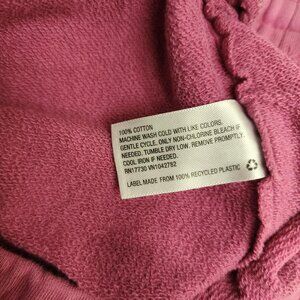 100% COTTON
MACHINE WASH COLD WITH LIKE COLORS.
GENTLE CYCLE. ONLY NON-CHLORINE BLEACH IF
NEEDED. TUMBLE DRY LOW. REMOVE PROMPTLY.
COOL IRON IF NEEDED.
RN17730 VN1042782
LABEL MADE FROM 100% RECYCLED PLASTIC